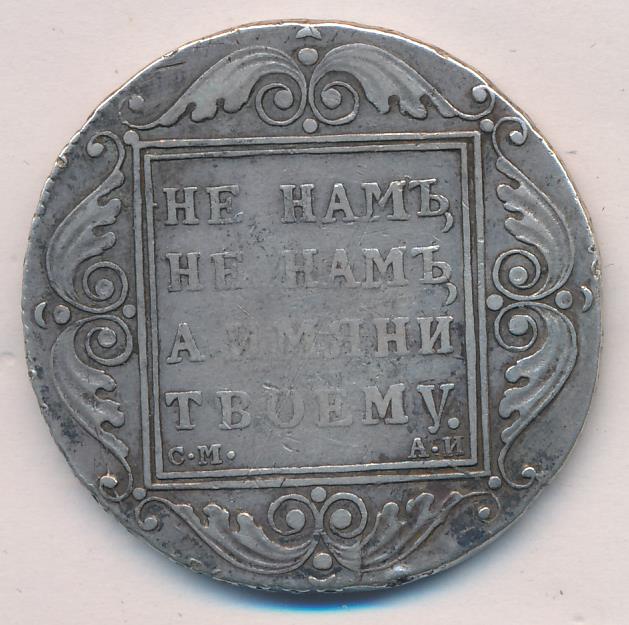 НЕ НАМЪ,
НЕ НАМЪ,
А ИМЯНИ
ТВОЕМУ.
С·М· А·И